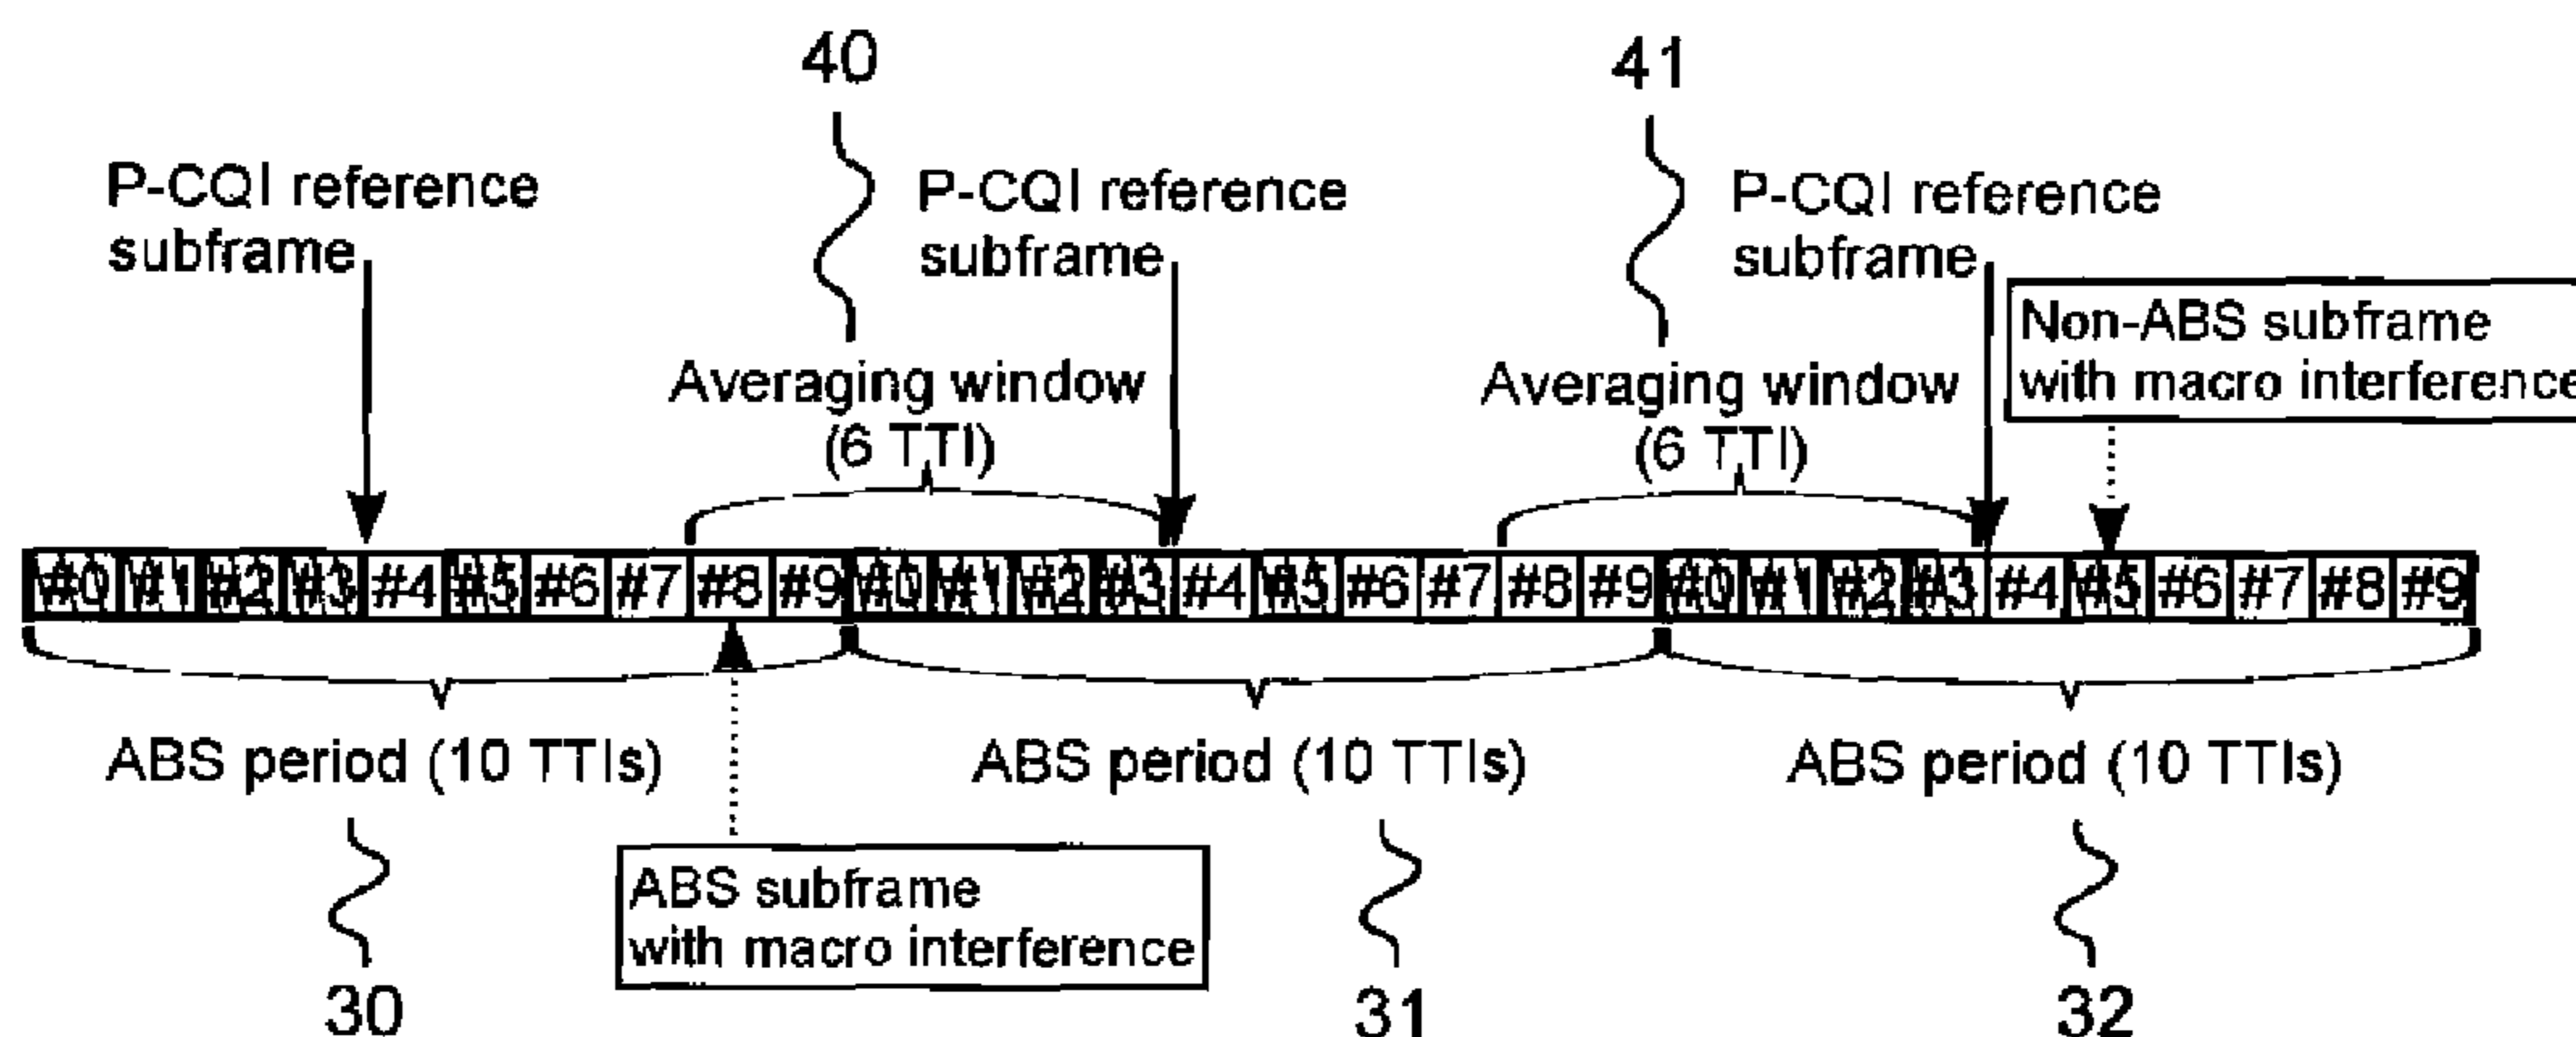 40
41
P-CQI reference
subframe
P-CQI reference
subframe
P-CQI reference
subframe
Non-ABS subframe
with macro interference
Averaging window
(6 TTI)
Averaging window
(6 TTI)
#0 #1 #2 #3 #4 #5 #6 #7 #8 #9 #0 #1 #2 #3 #4 #5 #6 #7 #8 #9 #0 #1 #2 #3 #4 #5 #6 #7 #8 #9
ABS period (10 TTIs)
ABS period (10 TTIs)
ABS period (10 TTIs)
ABS subframe
with macro interference
30
31
32